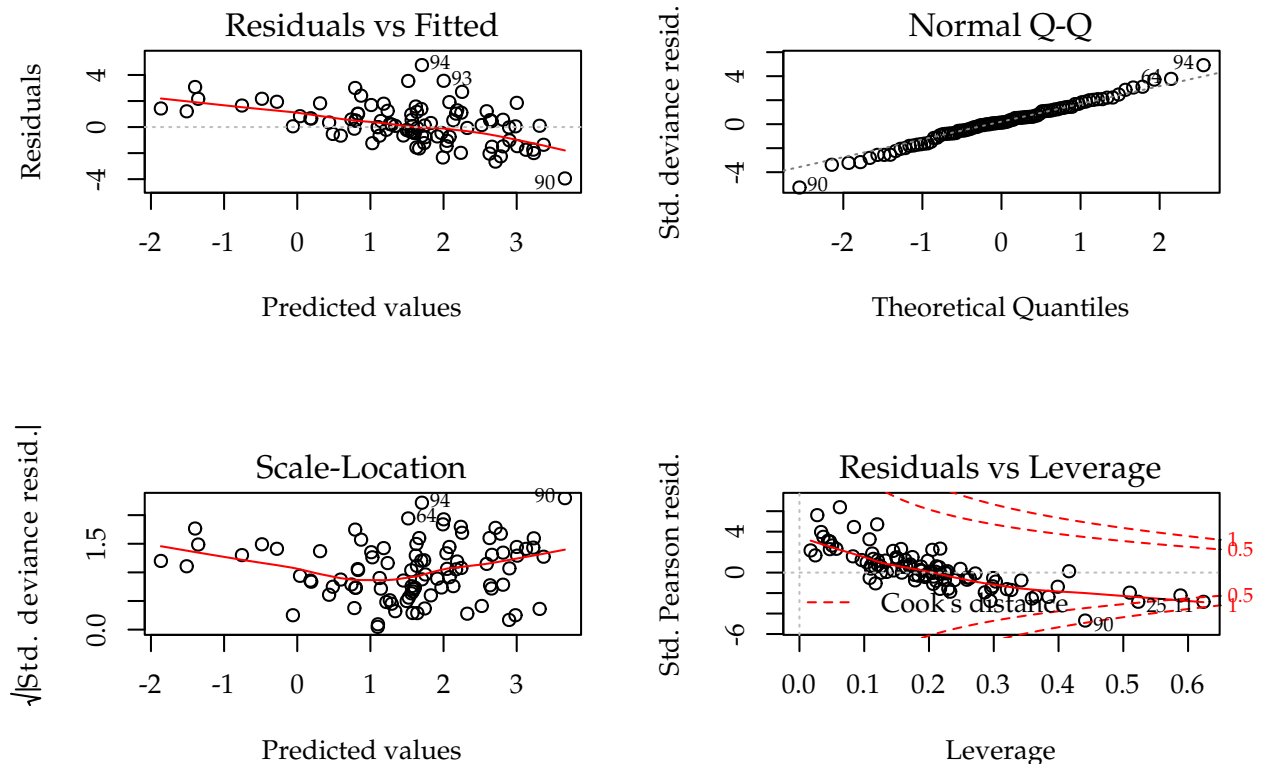 Residuals vs Fitted
Residuals
4
0
-4
94
93
90
-2 -1 0 1 2 3
Predicted values
Normal Q-Q
Std. deviance resid.
4
0
-4
64
94
90
-2 -1 0 1 2
Theoretical Quantiles
Scale-Location
√|Std. deviance resid.|
1.5
0.0
94
64
90
-2 -1 0 1 2 3
Predicted values
Residuals vs Leverage
Std. Pearson resid.
4
0
-6
1
0.5
0.5
1
Cook's distance
25
11
90
0.0 0.1 0.2 0.3 0.4 0.5 0.6
Leverage